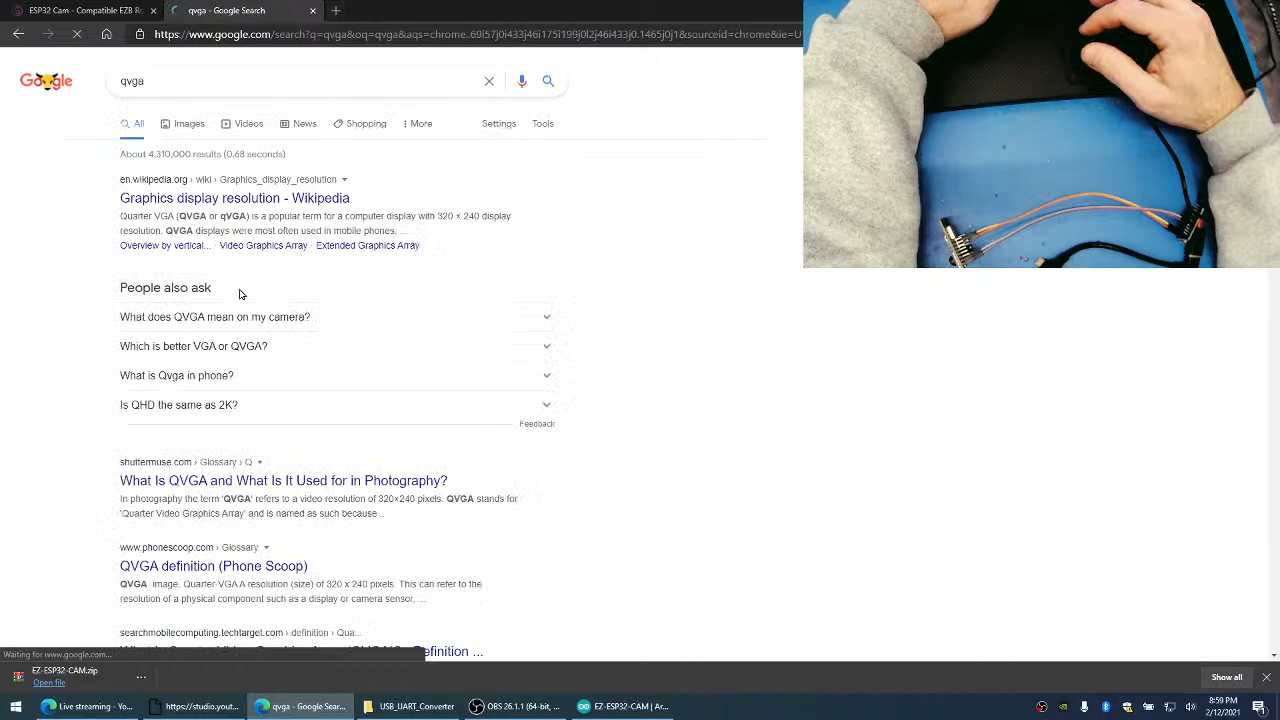 ESP32 Cam - Compatible EZB Ro
qvga - Google Search
https://www.google.com/search?q=qvga&oq=qvga&aqs=chrome..69i57j0i433j46i175i199j0l2j46i433j0.1465j0j1&sourceid=chrome&ie=U
Google
qvga
All
Images
Videos
News
Shopping
More
Settings
Tools
About 4,310,000 results (0.68 seconds)
en.wikipedia.org › wiki › Graphics_display_resolution
Graphics display resolution - Wikipedia
Quarter VGA (QVGA or qVGA) is a popular term for a computer display with 320 × 240 display
resolution. QVGA displays were most often used in mobile phones, ...
Overview by vertical... · Video Graphics Array · Extended Graphics Array
People also ask
What does QVGA mean on my camera?
Which is better VGA or QVGA?
What is Qvga in phone?
Is QHD the same as 2K?
Feedback
shuttermuse.com › Glossary › Q
What Is QVGA and What Is It Used for in Photography?
In photography the term 'QVGA' refers to a video resolution of 320×240 pixels. QVGA stands for
'Quarter Video Graphics Array' and is named as such because ..
www.phonescoop.com › Glossary
QVGA definition (Phone Scoop)
QVGA image. Quarter-VGA A resolution (size) of 320 x 240 pixels. This can refer to the
resolution of a physical component such as a display or camera sensor, ...
searchmobilecomputing.techtarget.com › definition › Qua...
Definition ...
Waiting for www.google.com...
EZ-ESP32-CAM.zip
Open file
...
Show all
Live streaming - Yo...
https://studio.yout...
qvga - Google Sear...
USB_UART_Converter
OBS 26.1.1 (64-bit, ...
EZ-ESP32-CAM | Ar...
8:59 PM
2/12/2021